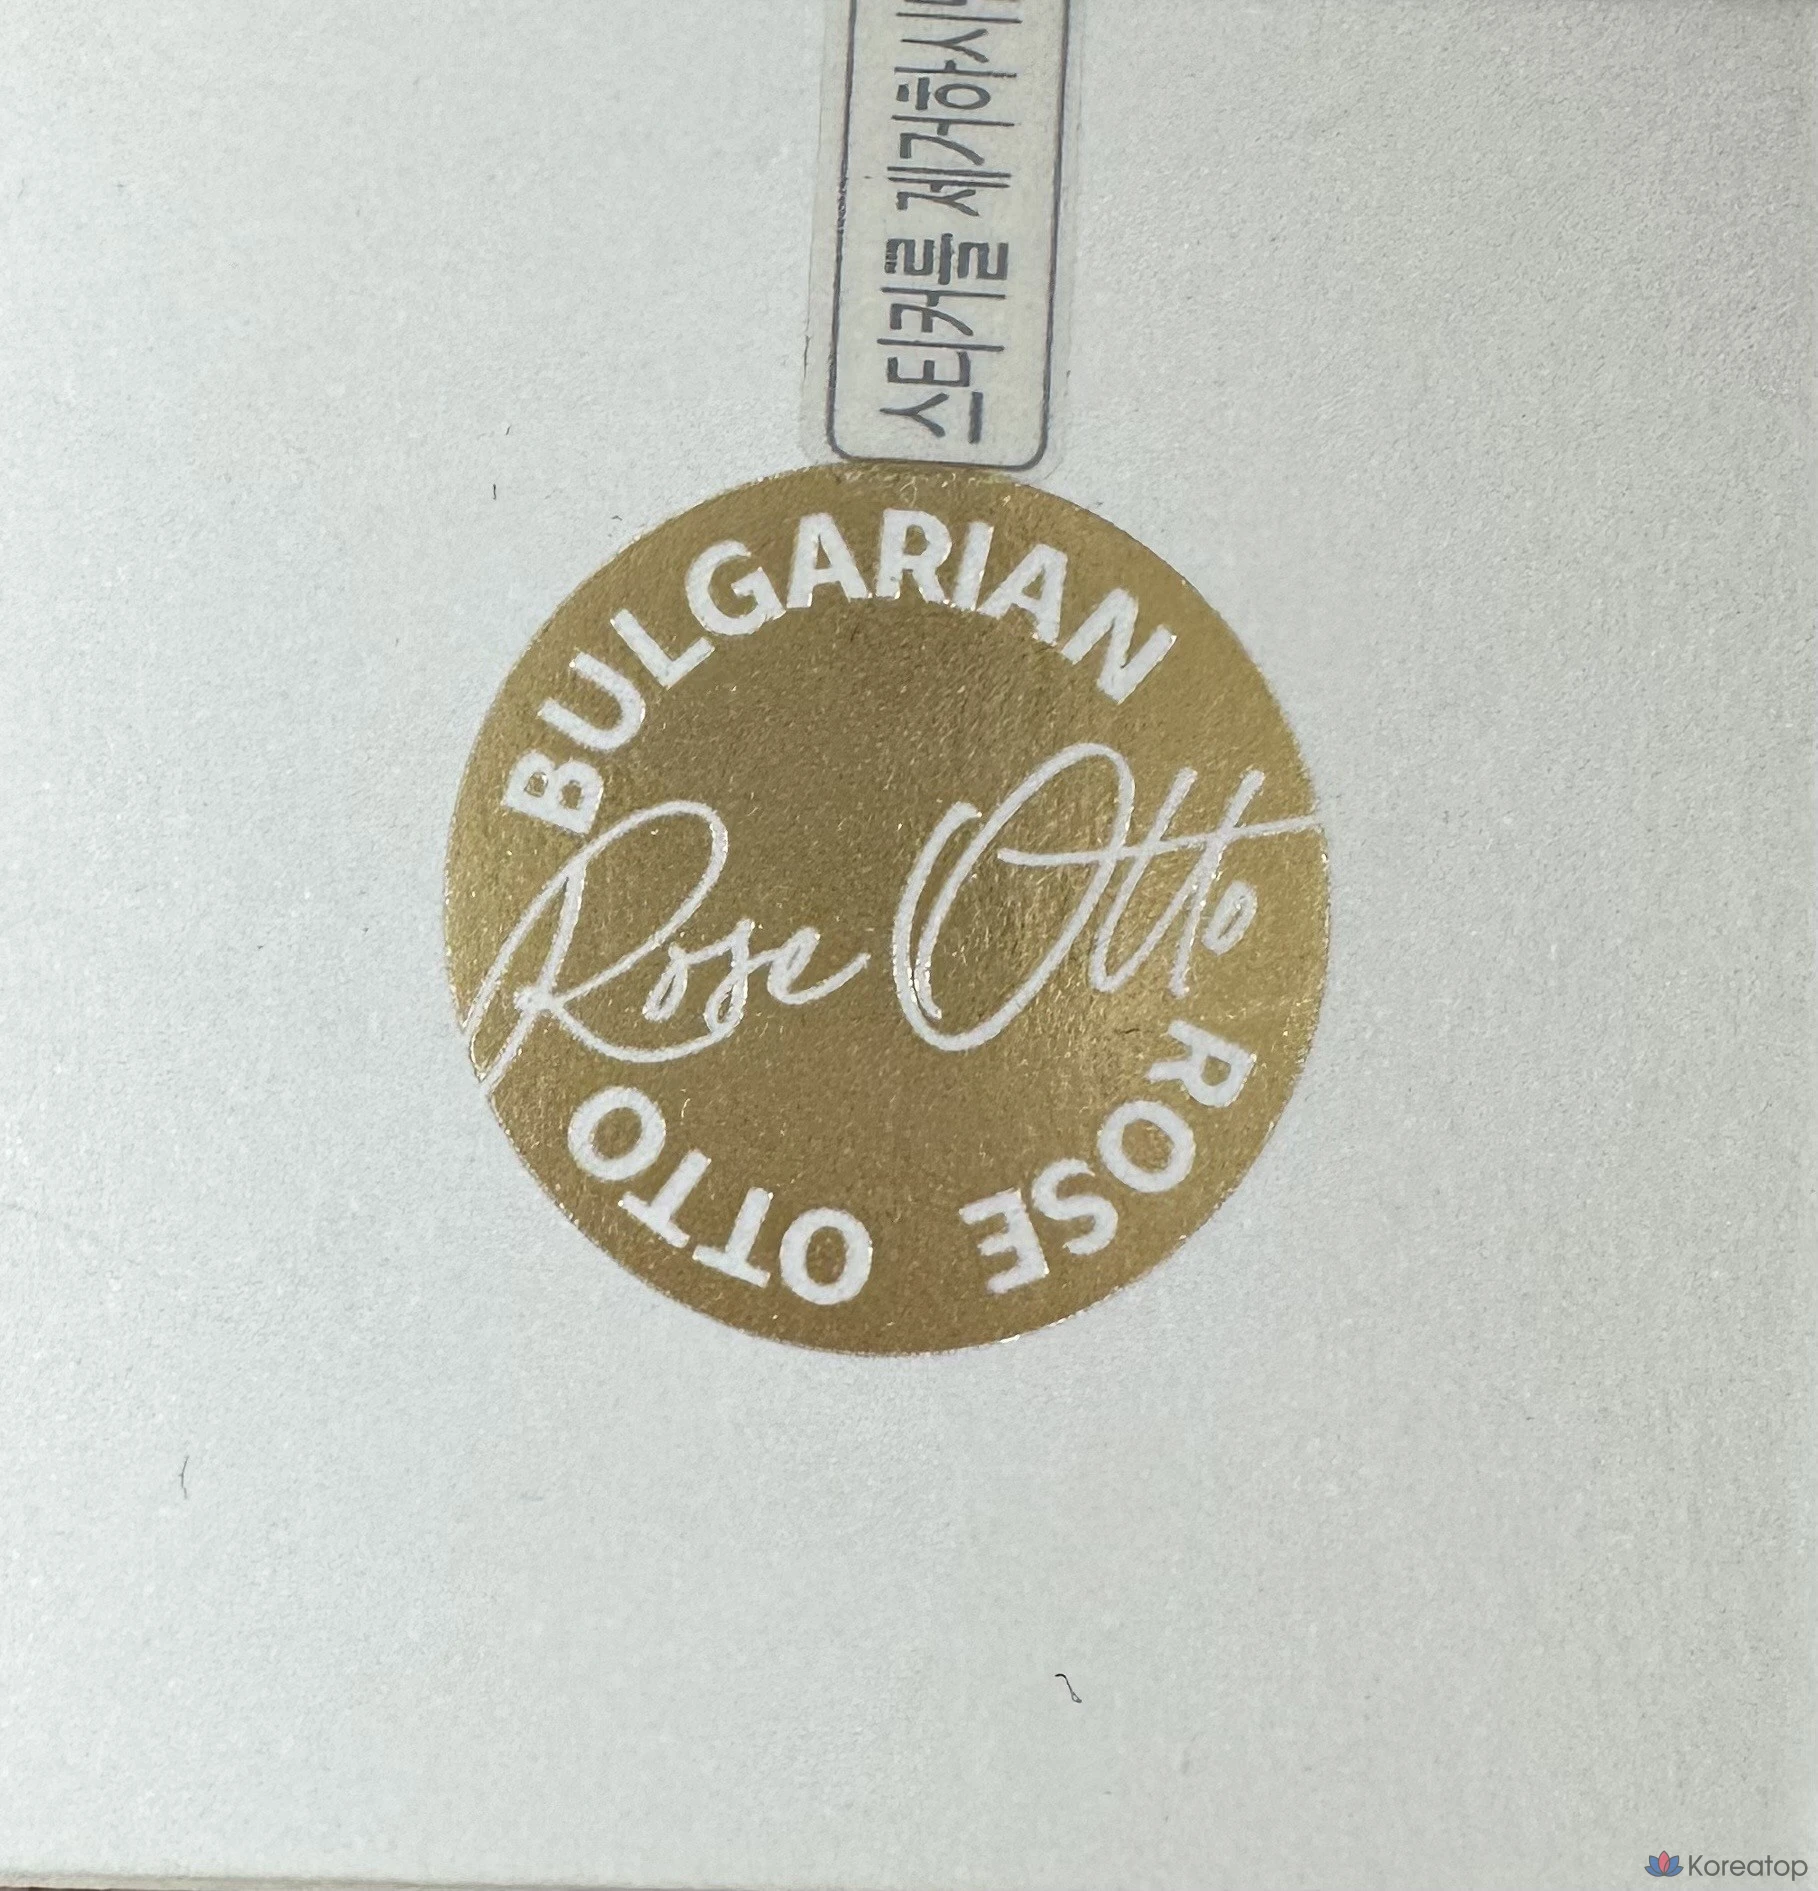 스티커를 제거하시
BULGARIAN
Rose Otto
ROSE OTTO
Koreatop